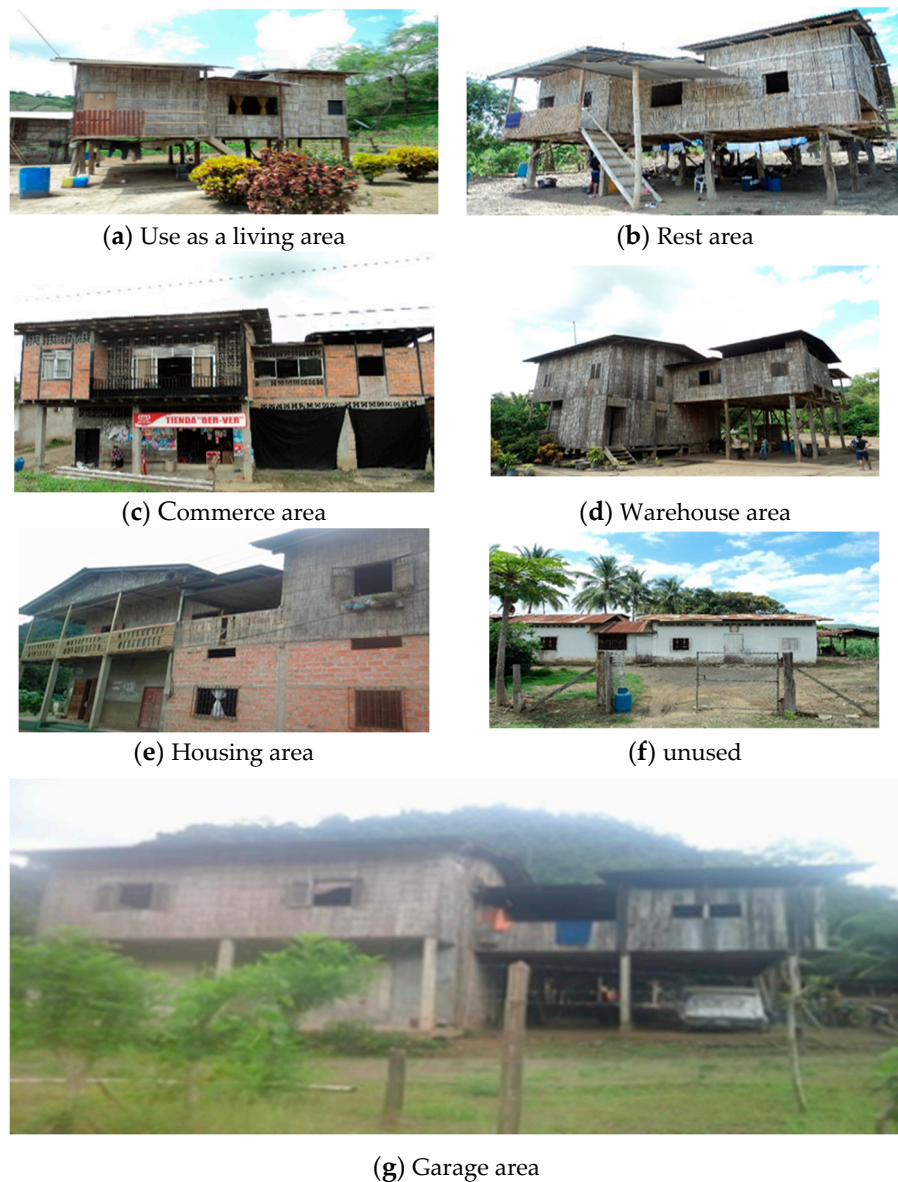 (a) Use as a living area
(b) Rest area
TIENDA "BER-VER"
(c) Commerce area
(d) Warehouse area
(e) Housing area
(f) unused
(g) Garage area